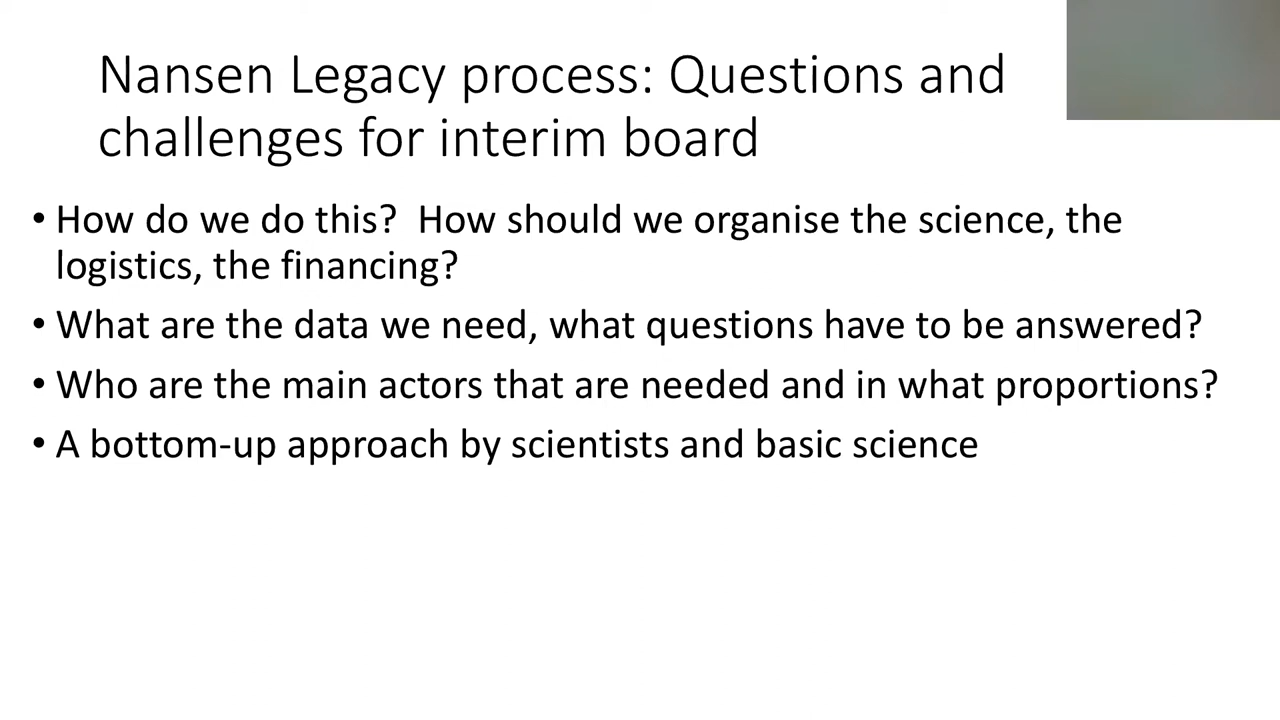 Nansen Legacy process: Questions and
challenges for interim board
• How do we do this?  How should we organise the science, the
logistics, the financing?
• What are the data we need, what questions have to be answered?
• Who are the main actors that are needed and in what proportions?
• A bottom-up approach by scientists and basic science